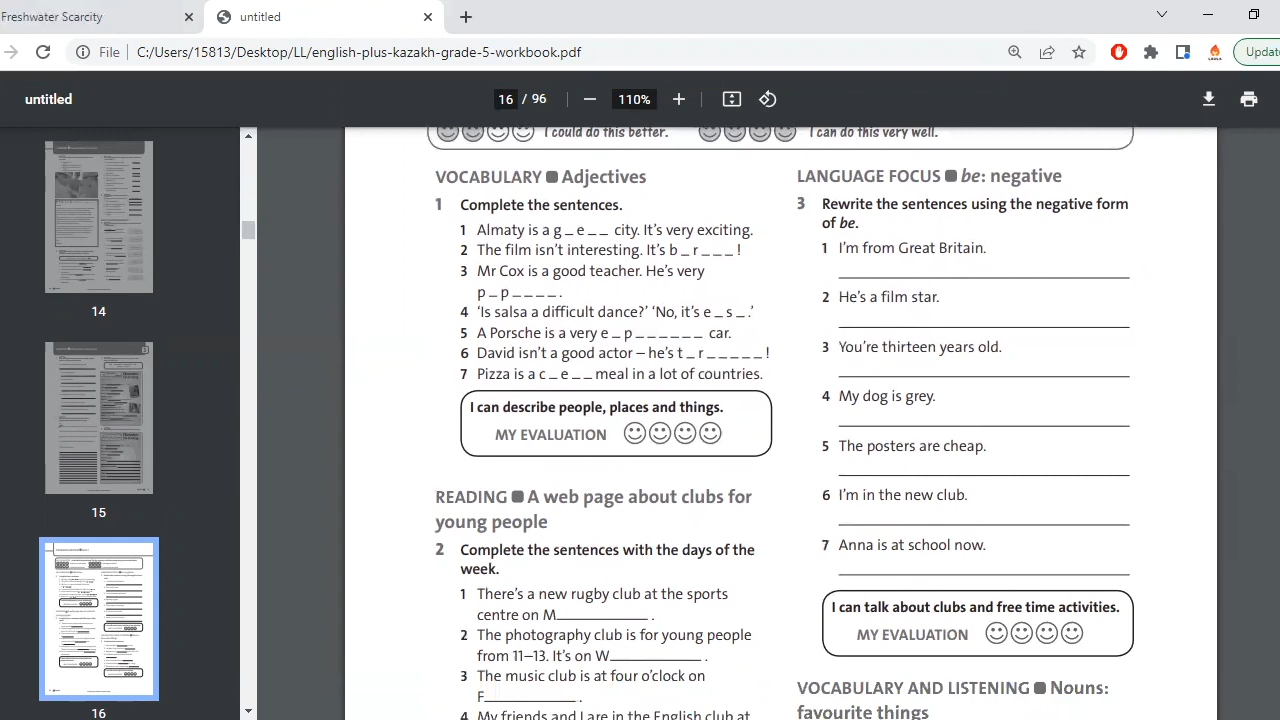 Freshwater Scarcity
untitled
File
C:/Users/15813/Desktop/LL/english-plus-kazakh-grade-5-workbook.pdf
Update
untitled
16 / 96
110%
I could do this better.
I can do this very well.
14
15
16
VOCABULARY ■ Adjectives
1 Complete the sentences.
1 Almaty is a g _ e _ _ city. It's very exciting.
2 The film isn't interesting. It's b _ r _ _ _ !
3 Mr Cox is a good teacher. He's very
p _ p _ _ _ _ .
4 'Is salsa a difficult dance?' 'No, it's e _ s _ .'
5 A Porsche is a very e _ p _ _ _ _ _ _ car.
6 David isn't a good actor – he's t _ r _ _ _ _ _ !
7 Pizza is a c _ e _ _ meal in a lot of countries.
I can describe people, places and things.
MY EVALUATION
READING ■ A web page about clubs for
young people
2 Complete the sentences with the days of the
week.
1 There's a new rugby club at the sports
centre on M__________ .
2 The photography club is for young people
from 11–13. It's on W__________ .
3 The music club is at four o'clock on
F__________ .
4 My friends and I are in the English club at
LANGUAGE FOCUS ■ be: negative
3 Rewrite the sentences using the negative form
of be.
1 I'm from Great Britain.
2 He's a film star.
3 You're thirteen years old.
4 My dog is grey.
5 The posters are cheap.
6 I'm in the new club.
7 Anna is at school now.
I can talk about clubs and free time activities.
MY EVALUATION
VOCABULARY AND LISTENING ■ Nouns:
favourite things